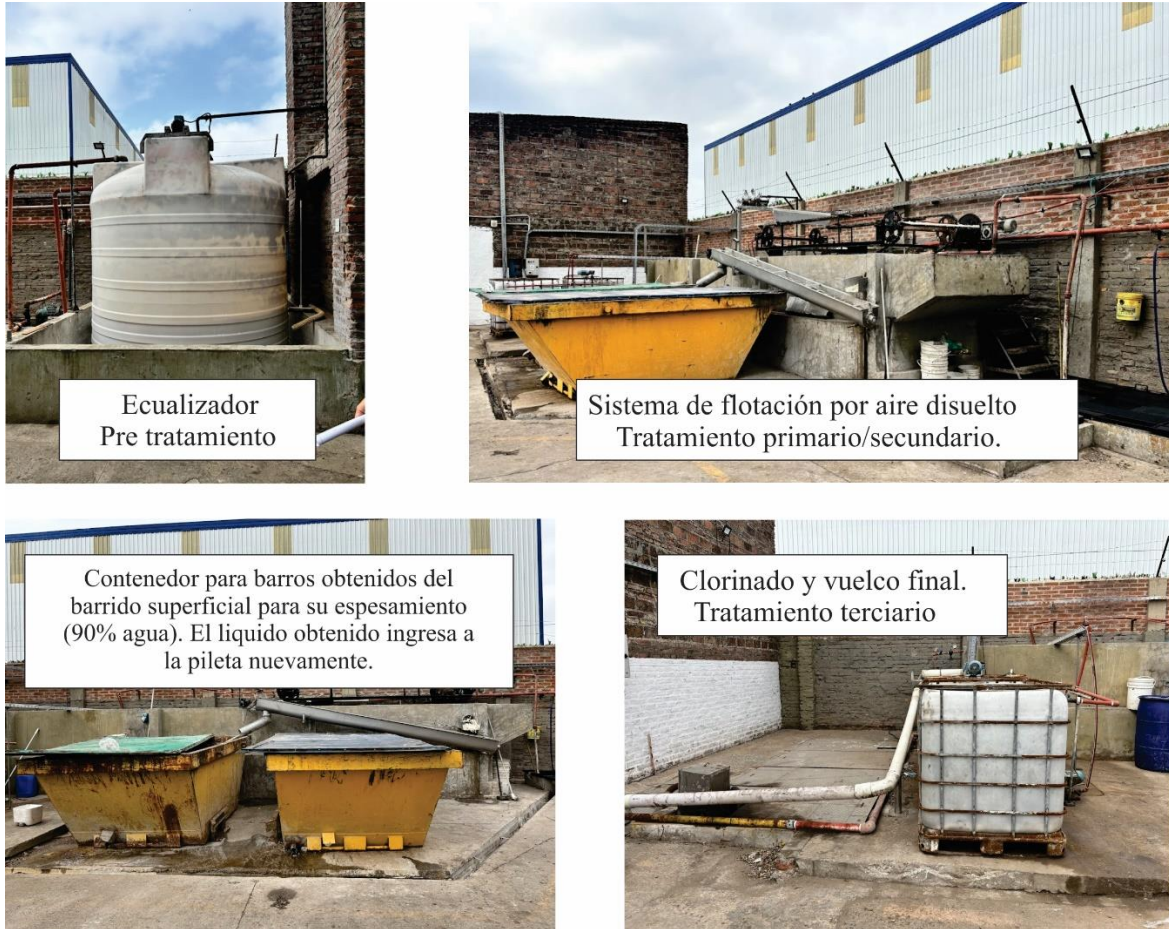 Ecualizador
Pre tratamiento
Sistema de flotación por aire disuelto
Tratamiento primario/secundario.
Contenedor para barros obtenidos del
barrido superficial para su espesamiento
(90% agua). El liquido obtenido ingresa a
la pileta nuevamente.
Clorinado y vuelco final.
Tratamiento terciario